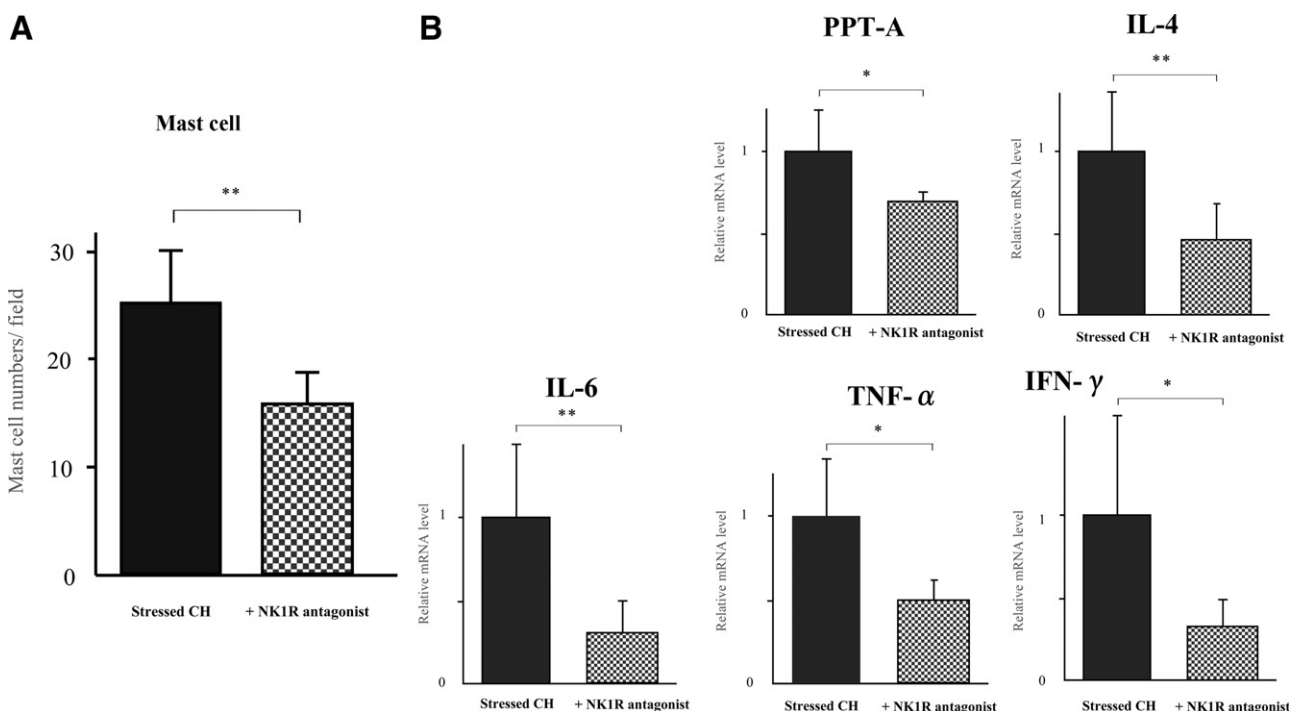 A
B
Mast cell
**
Mast cell numbers/ field
30
20
10
0
Stressed CH
+ NK1R antagonist
PPT-A
*
Relative mRNA level
1
0
Stressed CH
+ NK1R antagonist
IL-4
**
Relative mRNA level
1
0
Stressed CH
+ NK1R antagonist
IL-6
**
Relative mRNA level
1
0
Stressed CH
+ NK1R antagonist
TNF- α
*
Relative mRNA level
1
0
Stressed CH
+ NK1R antagonist
IFN- γ
*
Relative mRNA level
1
0
Stressed CH
+ NK1R antagonist